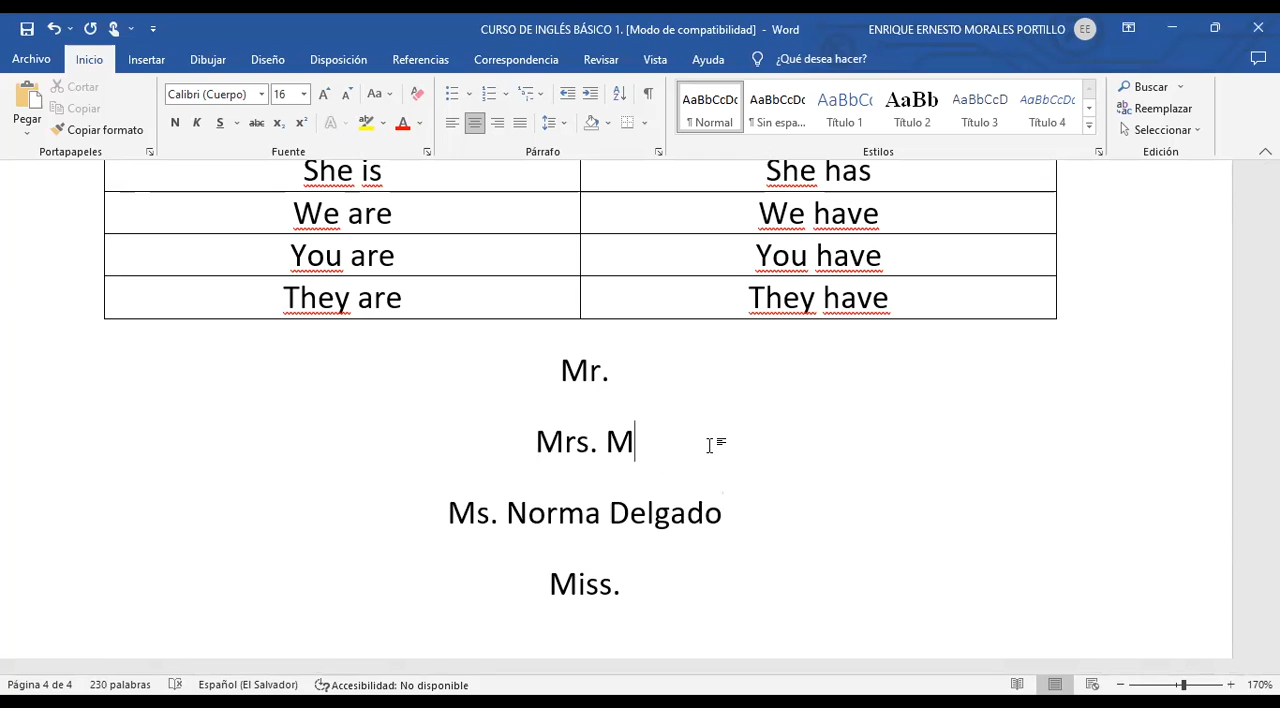 CURSO DE INGLÉS BÁSICO 1. [Modo de compatibilidad] - Word
ENRIQUE ERNESTO MORALES PORTILLO
EE
Archivo Inicio Insertar Dibujar Diseño Disposición Referencias Correspondencia Revisar Vista Ayuda ¿Qué desea hacer?
Pegar
Cortar
Copiar
Copiar formato
Portapapeles
Calibri (Cuerpo) 16
N K S abc x₂ x²
Fuente
Párrafo
AaBbCcDc AaBbCcDc AaBbC AaBb AaBbCcD AaBbCcDc
¶ Normal ¶ Sin espa... Título 1 Título 2 Título 3 Título 4
Estilos
Buscar
Reemplazar
Seleccionar
Edición
She is She has
We are We have
You are You have
They are They have
Mr.
Mrs. M
Ms. Norma Delgado
Miss.
Página 4 de 4 230 palabras Español (El Salvador) Accesibilidad: No disponible 170%